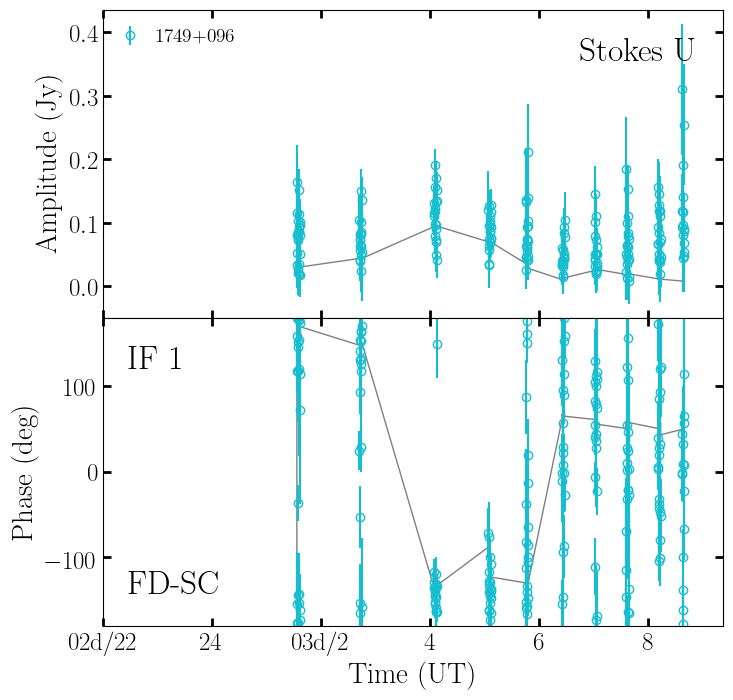 1749+096
Stokes U
0.4
0.3
0.2
0.1
0.0
Amplitude (Jy)
IF 1
100
0
−100
Phase (deg)
FD-SC
02d/22 24 03d/2 4 6 8
Time (UT)